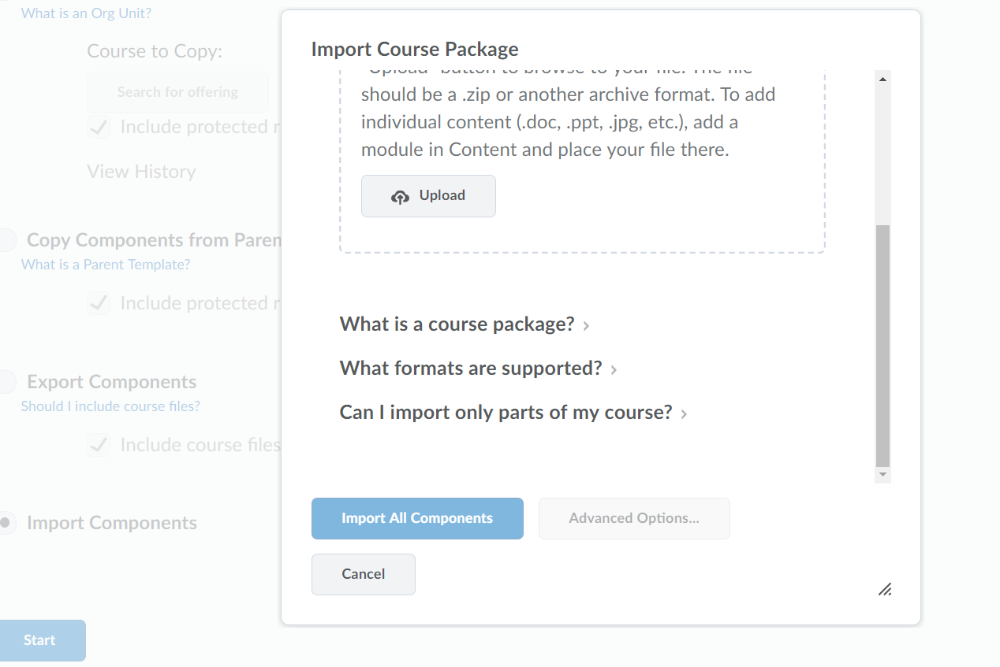 What is an Org Unit?
Course to Copy:
Search for offering
Include protected r
View History
Copy Components from Paren
What is a Parent Template?
Include protected r
Export Components
Should I include course files?
Include course files
Import Components
Start
Import Course Package
"Upload" button to browse to your file. The file
should be a .zip or another archive format. To add
individual content (.doc, .ppt, .jpg, etc.), add a
module in Content and place your file there.
Upload
What is a course package?
What formats are supported?
Can I import only parts of my course?
Import All Components
Advanced Options...
Cancel